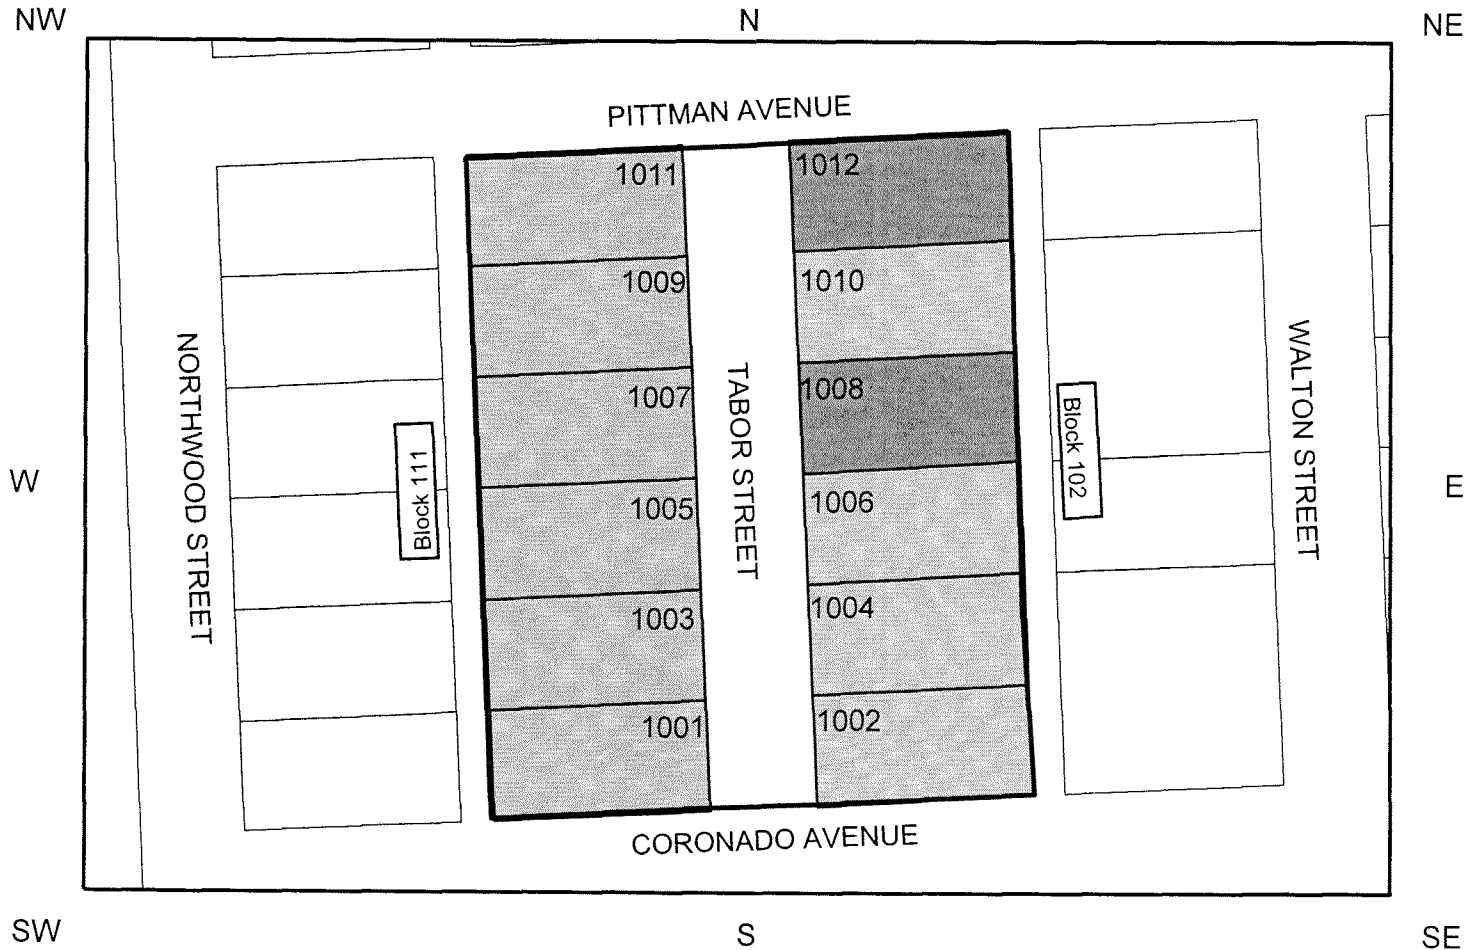 NW N NE
PITTMAN AVENUE
1011 1012
1009 1010
1007 1008
NORTHWOOD STREET
TABOR STREET
WALTON STREET
Block 111
Block 102
W E
1005 1006
1003 1004
1001 1002
CORONADO AVENUE
SW S SE